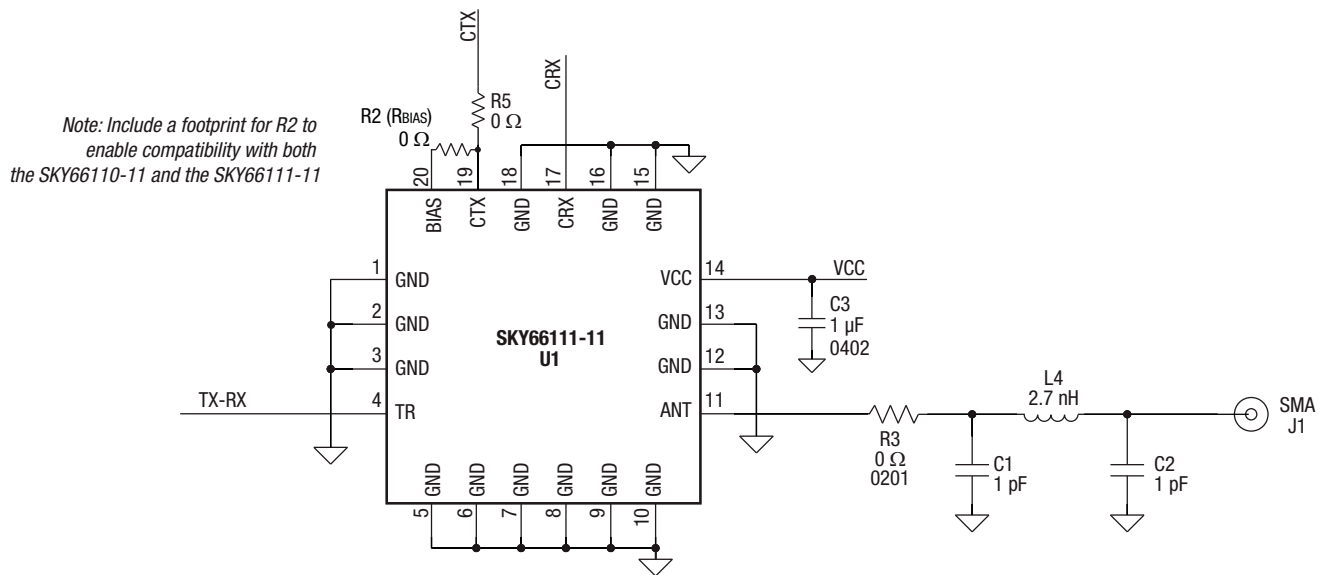 CTX
CRX
Note: Include a footprint for R2 to
enable compatibility with both
the SKY66110-11 and the SKY66111-11
R2 (RBIAS)
0 Ω
R5
0 Ω
20
19
18
17
16
15
BIAS
CTX
GND
CRX
GND
GND
1
GND
2
GND
3
GND
TX-RX
4
TR
SKY66111-11
U1
VCC
14
VCC
GND
13
GND
12
ANT
11
C3
1 µF
0402
R3
0 Ω
0201
L4
2.7 nH
C1
1 pF
C2
1 pF
SMA
J1
GND
GND
GND
GND
GND
GND
5
6
7
8
9
10